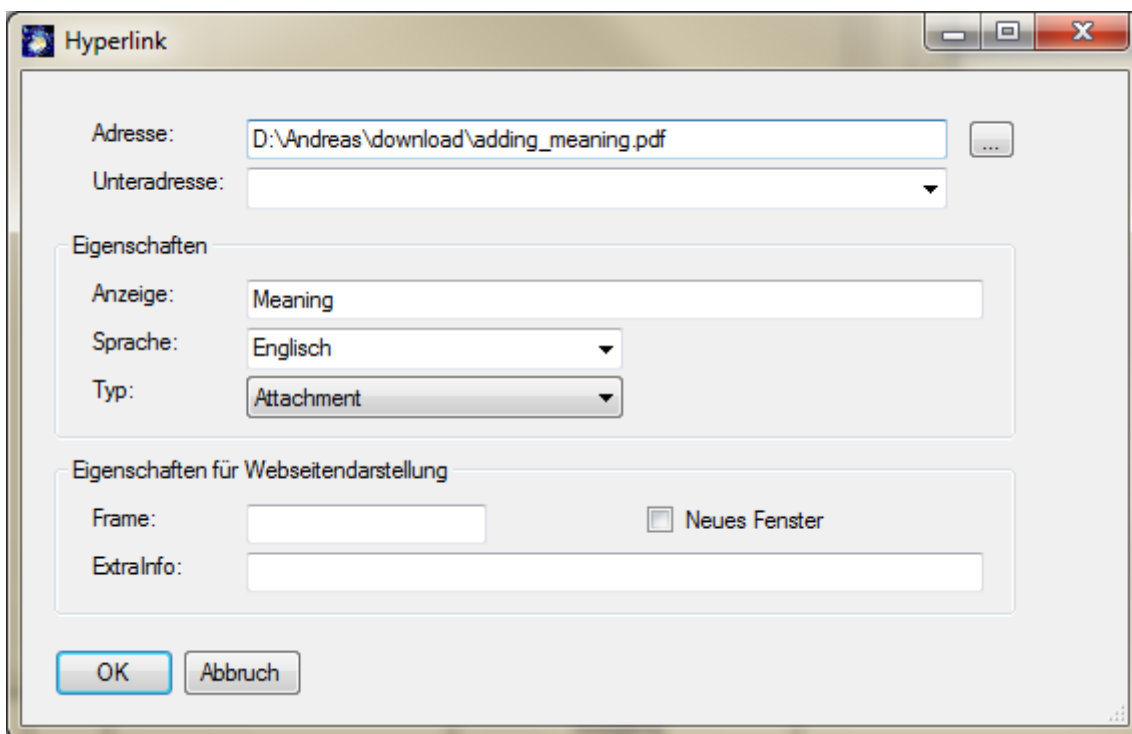 Hyperlink
Adresse: D:\Andreas\download\adding_meaning.pdf ...
Unteradresse:
Eigenschaften
Anzeige: Meaning
Sprache: Englisch
Typ: Attachment
Eigenschaften für Webseitendarstellung
Frame: Neues Fenster
ExtraInfo:
OK Abbruch